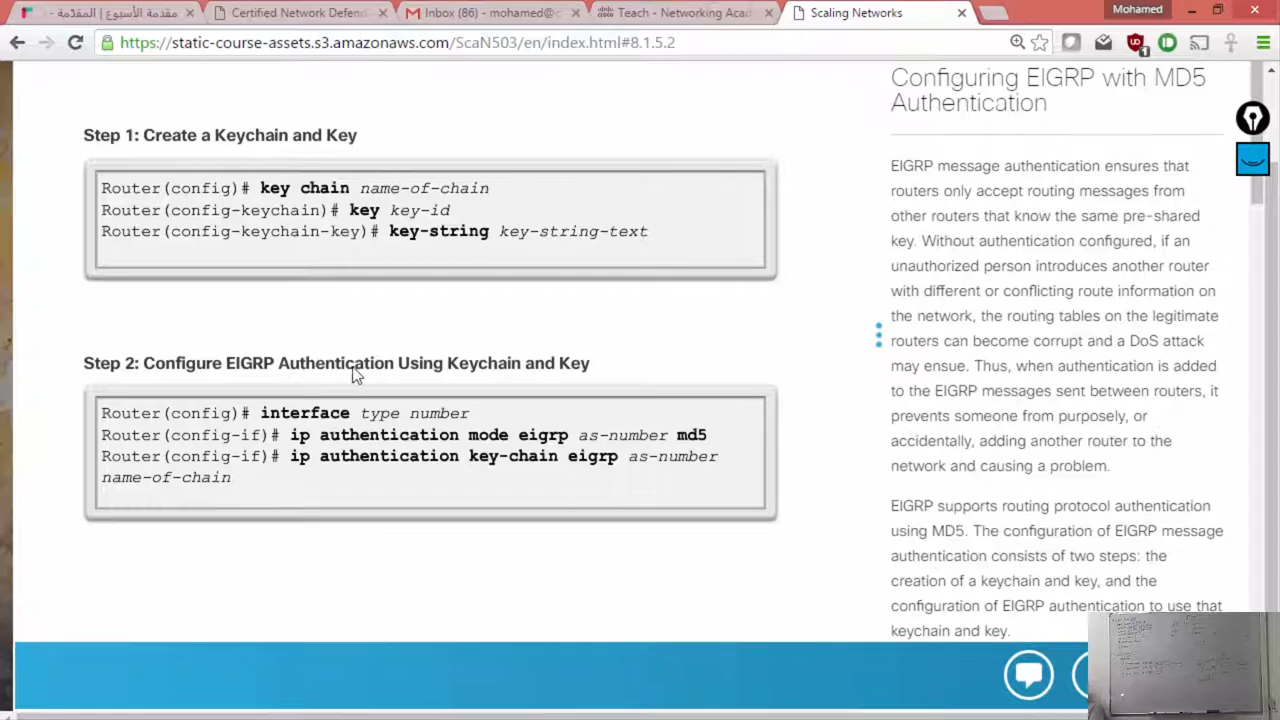 مقدمة الأسبوع | المقدّمة -
Certified Network Defend
Inbox (86) - mohamed@c
Teach - Networking Acad
Scaling Networks
Mohamed
https://static-course-assets.s3.amazonaws.com/ScaN503/en/index.html#8.1.5.2
Step 1: Create a Keychain and Key
Router(config)# key chain name-of-chain
Router(config-keychain)# key key-id
Router(config-keychain-key)# key-string key-string-text
Step 2: Configure EIGRP Authentication Using Keychain and Key
Router(config)# interface type number
Router(config-if)# ip authentication mode eigrp as-number md5
Router(config-if)# ip authentication key-chain eigrp as-number
name-of-chain
Configuring EIGRP with MD5
Authentication
EIGRP message authentication ensures that
routers only accept routing messages from
other routers that know the same pre-shared
key. Without authentication configured, if an
unauthorized person introduces another router
with different or conflicting route information on
the network, the routing tables on the legitimate
routers can become corrupt and a DoS attack
may ensue. Thus, when authentication is added
to the EIGRP messages sent between routers, it
prevents someone from purposely, or
accidentally, adding another router to the
network and causing a problem.
EIGRP supports routing protocol authentication
using MD5. The configuration of EIGRP message
authentication consists of two steps: the
creation of a keychain and key, and the
configuration of EIGRP authentication to use that
keychain and key.